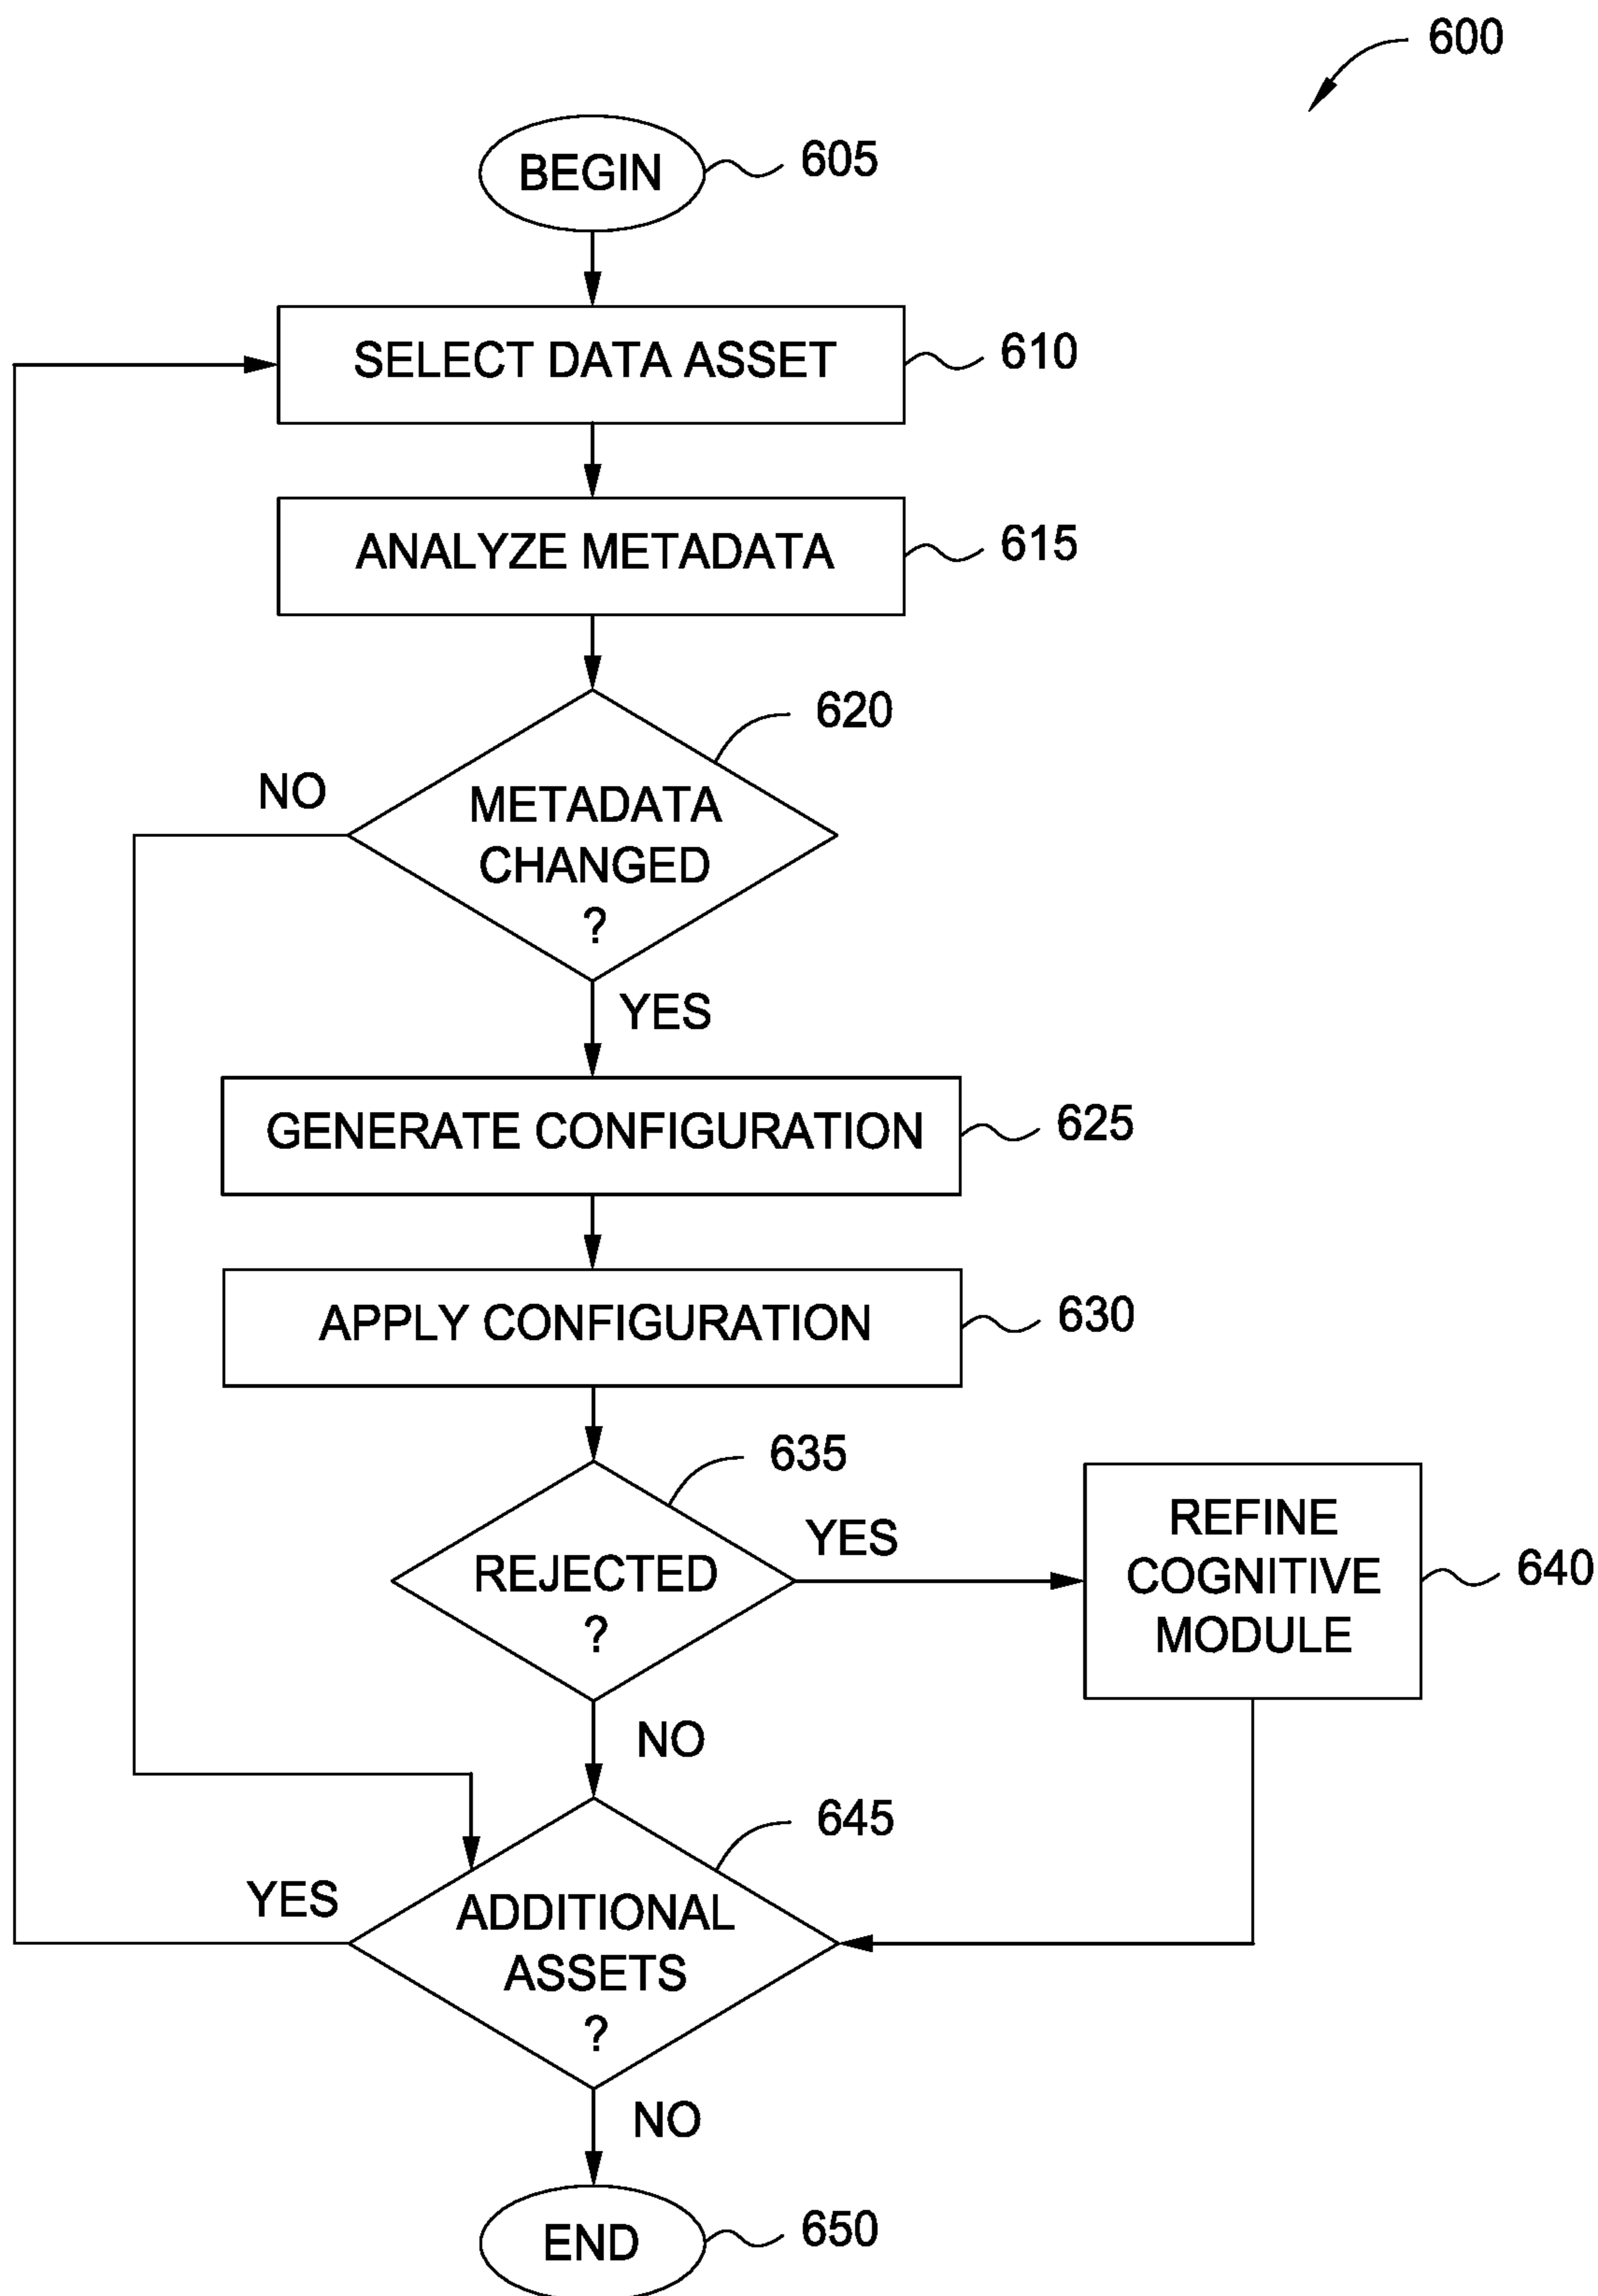 600
BEGIN
605
SELECT DATA ASSET
610
ANALYZE METADATA
615
620
NO
METADATA
CHANGED
?
YES
GENERATE CONFIGURATION
625
APPLY CONFIGURATION
630
635
YES
REJECTED
?
REFINE
COGNITIVE
MODULE
640
NO
645
YES
ADDITIONAL
ASSETS
?
NO
END
650